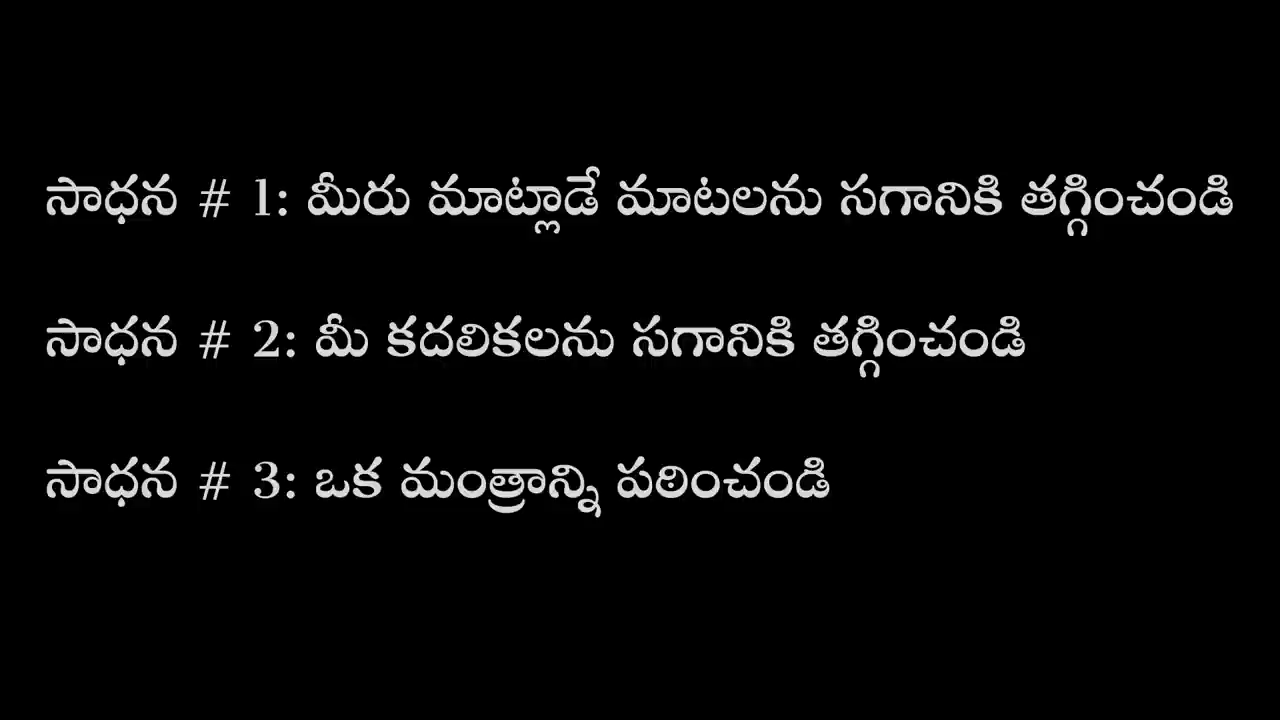 సాధన # 1: మీరు మాట్లాడే మాటలను సగానికి తగ్గించండి
సాధన # 2: మీ కదలికలను సగానికి తగ్గించండి
సాధన # 3: ఒక మంత్రాన్ని పఠించండి